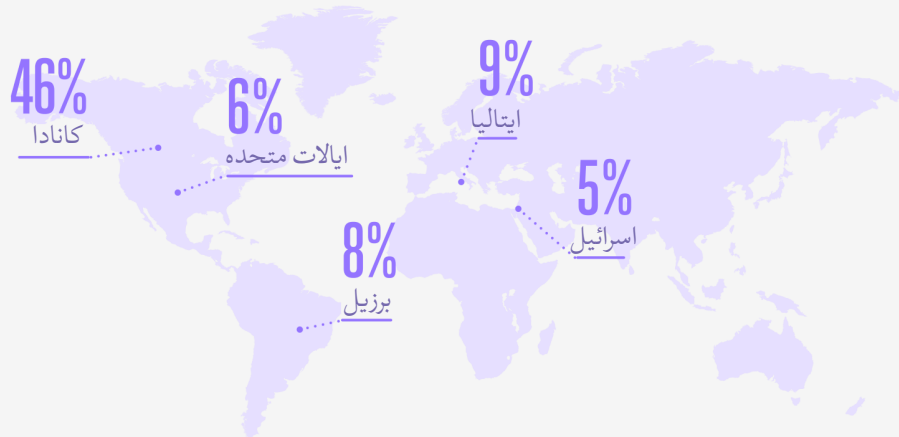 46%
کانادا
6%
ایالات متحده
9%
ایتالیا
5%
اسرائیل
8%
برزیل